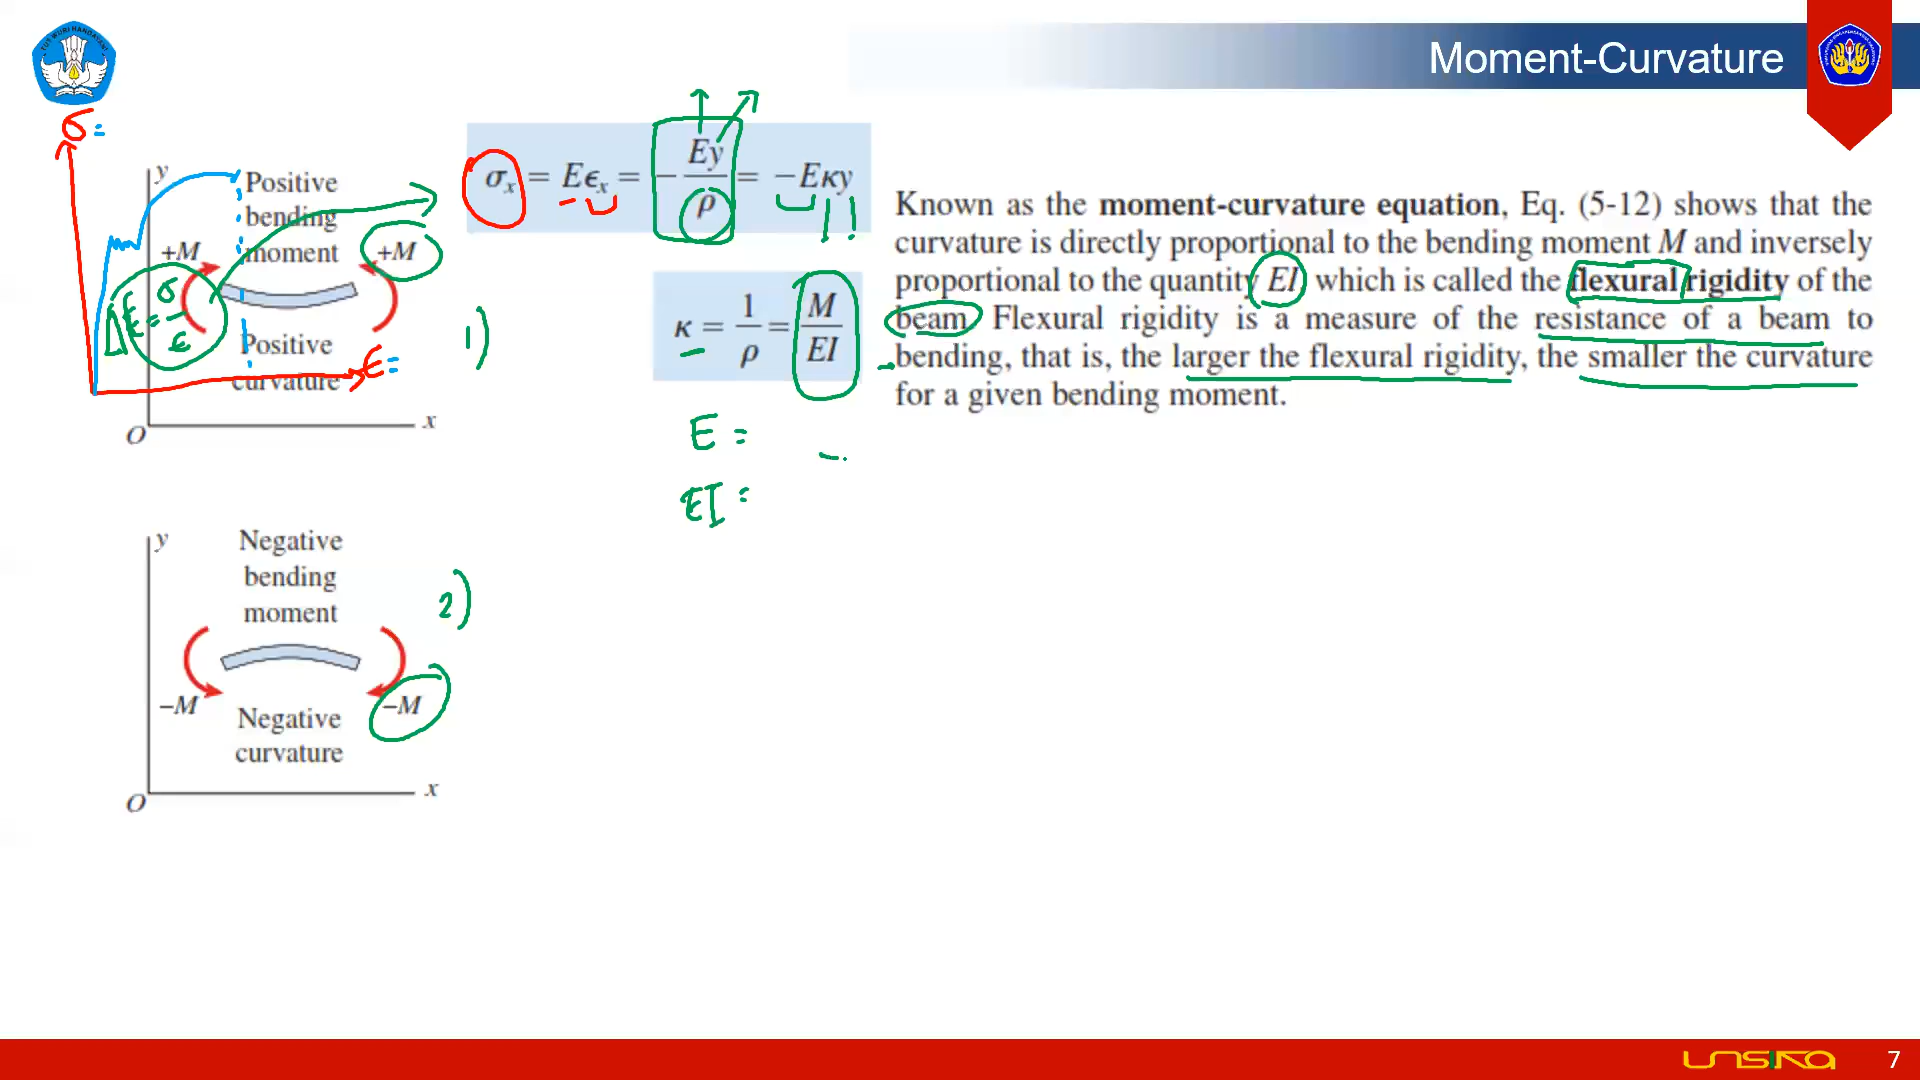 Moment-Curvature
TUT WURI HANDAYANI
σ =
y
Positive
bending
moment
+M
+M
E = σ/ε
Positive
curvature
ε =
O
x
1)
σx = Eϵx = −Ey/ρ = −Eκy
κ = 1/ρ = M/EI
E =
EI =
Known as the moment-curvature equation, Eq. (5-12) shows that the
curvature is directly proportional to the bending moment M and inversely
proportional to the quantity EI, which is called the flexural rigidity of the
beam. Flexural rigidity is a measure of the resistance of a beam to
bending, that is, the larger the flexural rigidity, the smaller the curvature
for a given bending moment.
y
Negative
bending
moment
2)
−M
−M
Negative
curvature
O
x
unsika
7